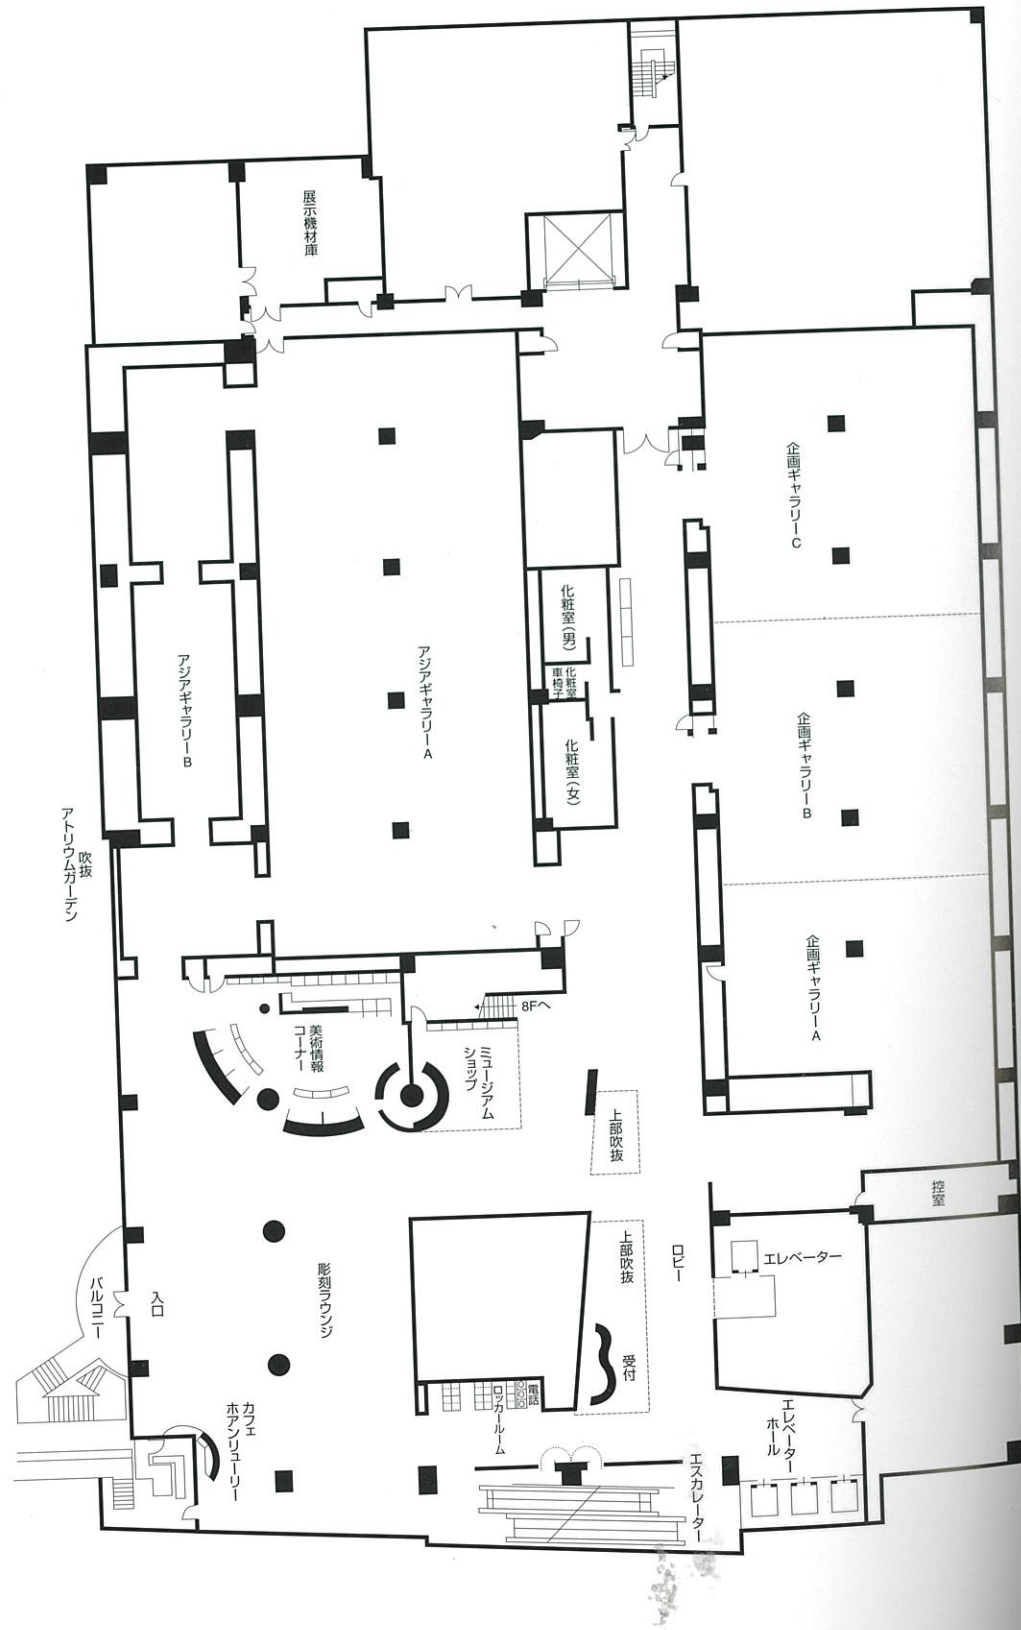 展示機材庫
企画ギャラリーC
化粧室(男)
化粧室
車椅子
アジアギャラリーA
アジアギャラリーB
企画ギャラリーB
化粧室(女)
吹抜
アトリウムガーデン
企画ギャラリーA
8Fへ
美術情報
コーナー
ミュージアム
ショップ
上部吹抜
控室
上部吹抜
ロビー
エレベーター
彫刻ラウンジ
入口
バルコニー
受付
電話
ロッカールーム
カフェ
ホアンリューリー
エレベーター
ホール
エスカレーター